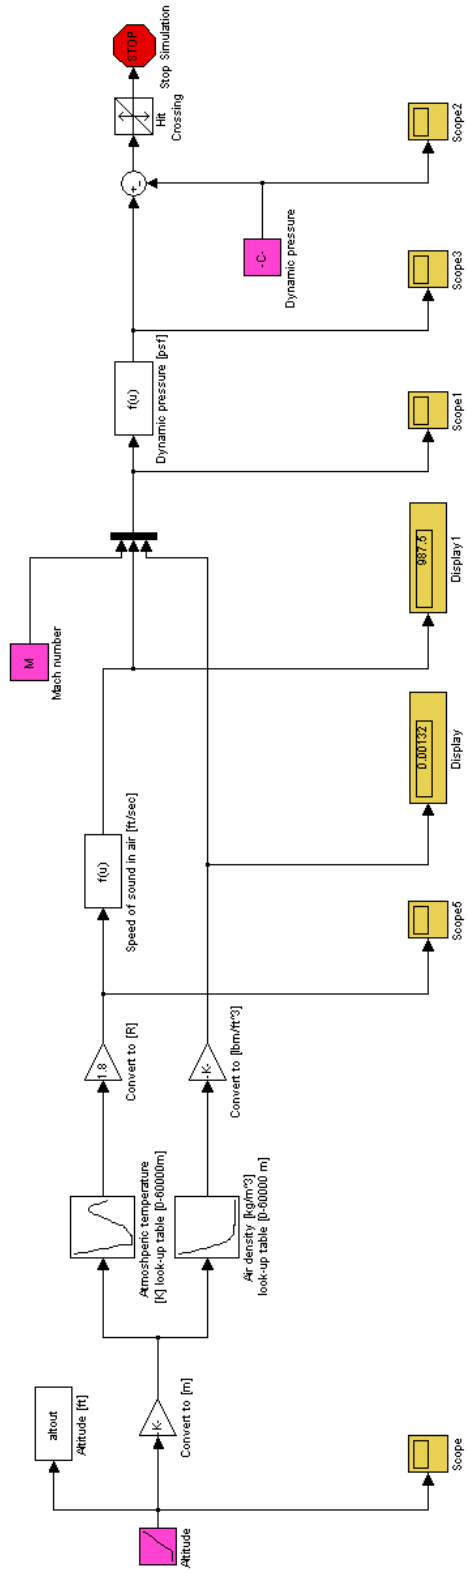 Altitude
altout
Altitude [ft]
-K-
Convert to [m]
Scope
Atmoshperic temperature
[K] look-up table [0-60000m]
Air density [kg/m^3]
look-up table [0-60000 m]
1.8
Convert to [R]
-K-
Convert to [lbm/ft^3]
Scope5
f(u)
Speed of sound in air [ft/sec]
0.00132
Display
M
Mach number
987.5
Display1
Scope1
f(u)
Dynamic pressure [psf]
Scope3
-C-
Dynamic pressure
Scope2
+
-
Hit
Crossing
STOP
Stop Simulation